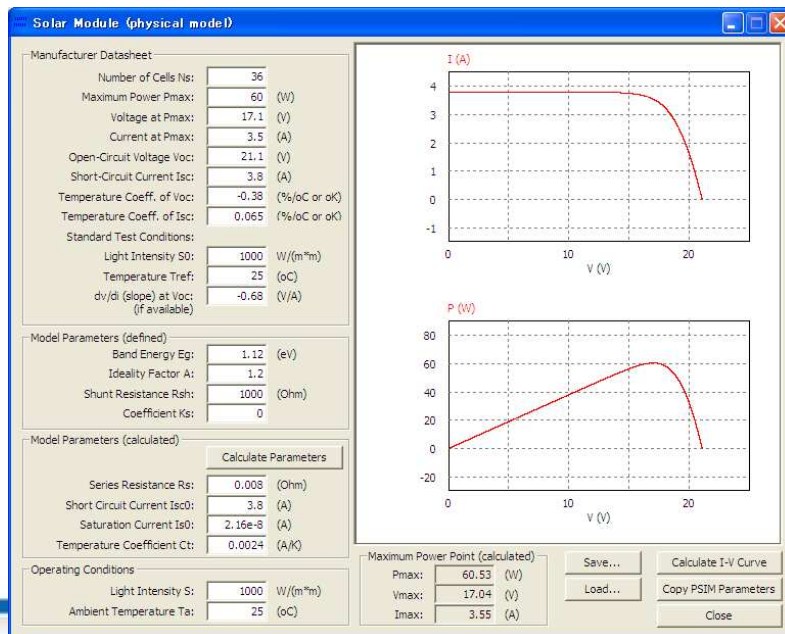 Solar Module (physical model)
Manufacturer Datasheet
Number of Cells Ns: 36
Maximum Power Pmax: 60 (W)
Voltage at Pmax: 17.1 (V)
Current at Pmax: 3.5 (A)
Open-Circuit Voltage Voc: 21.1 (V)
Short-Circuit Current Isc: 3.8 (A)
Temperature Coeff. of Voc: -0.38 (%/oC or oK)
Temperature Coeff. of Isc: 0.065 (%/oC or oK)
Standard Test Conditions:
Light Intensity S0: 1000 W/(m*m)
Temperature Tref: 25 (oC)
dv/di (slope) at Voc: -0.68 (V/A)
(if available)
Model Parameters (defined)
Band Energy Eg: 1.12 (eV)
Ideality Factor A: 1.2
Shunt Resistance Rsh: 1000 (Ohm)
Coefficient Ks: 0
Model Parameters (calculated)
Calculate Parameters
Series Resistance Rs: 0.008 (Ohm)
Short Circuit Current Isc0: 3.8 (A)
Saturation Current Is0: 2.16e-8 (A)
Temperature Coefficient Ct: 0.0024 (A/K)
Operating Conditions
Light Intensity S: 1000 W/(m*m)
Ambient Temperature Ta: 25 (oC)
I (A)
4
3
2
1
0
-1
0 10 20
V (V)
P (W)
80
60
40
20
0
-20
0 10 20
V (V)
Maximum Power Point (calculated)
Pmax: 60.53 (W)
Vmax: 17.04 (V)
Imax: 3.55 (A)
Save... Calculate I-V Curve
Load... Copy PSIM Parameters
Close